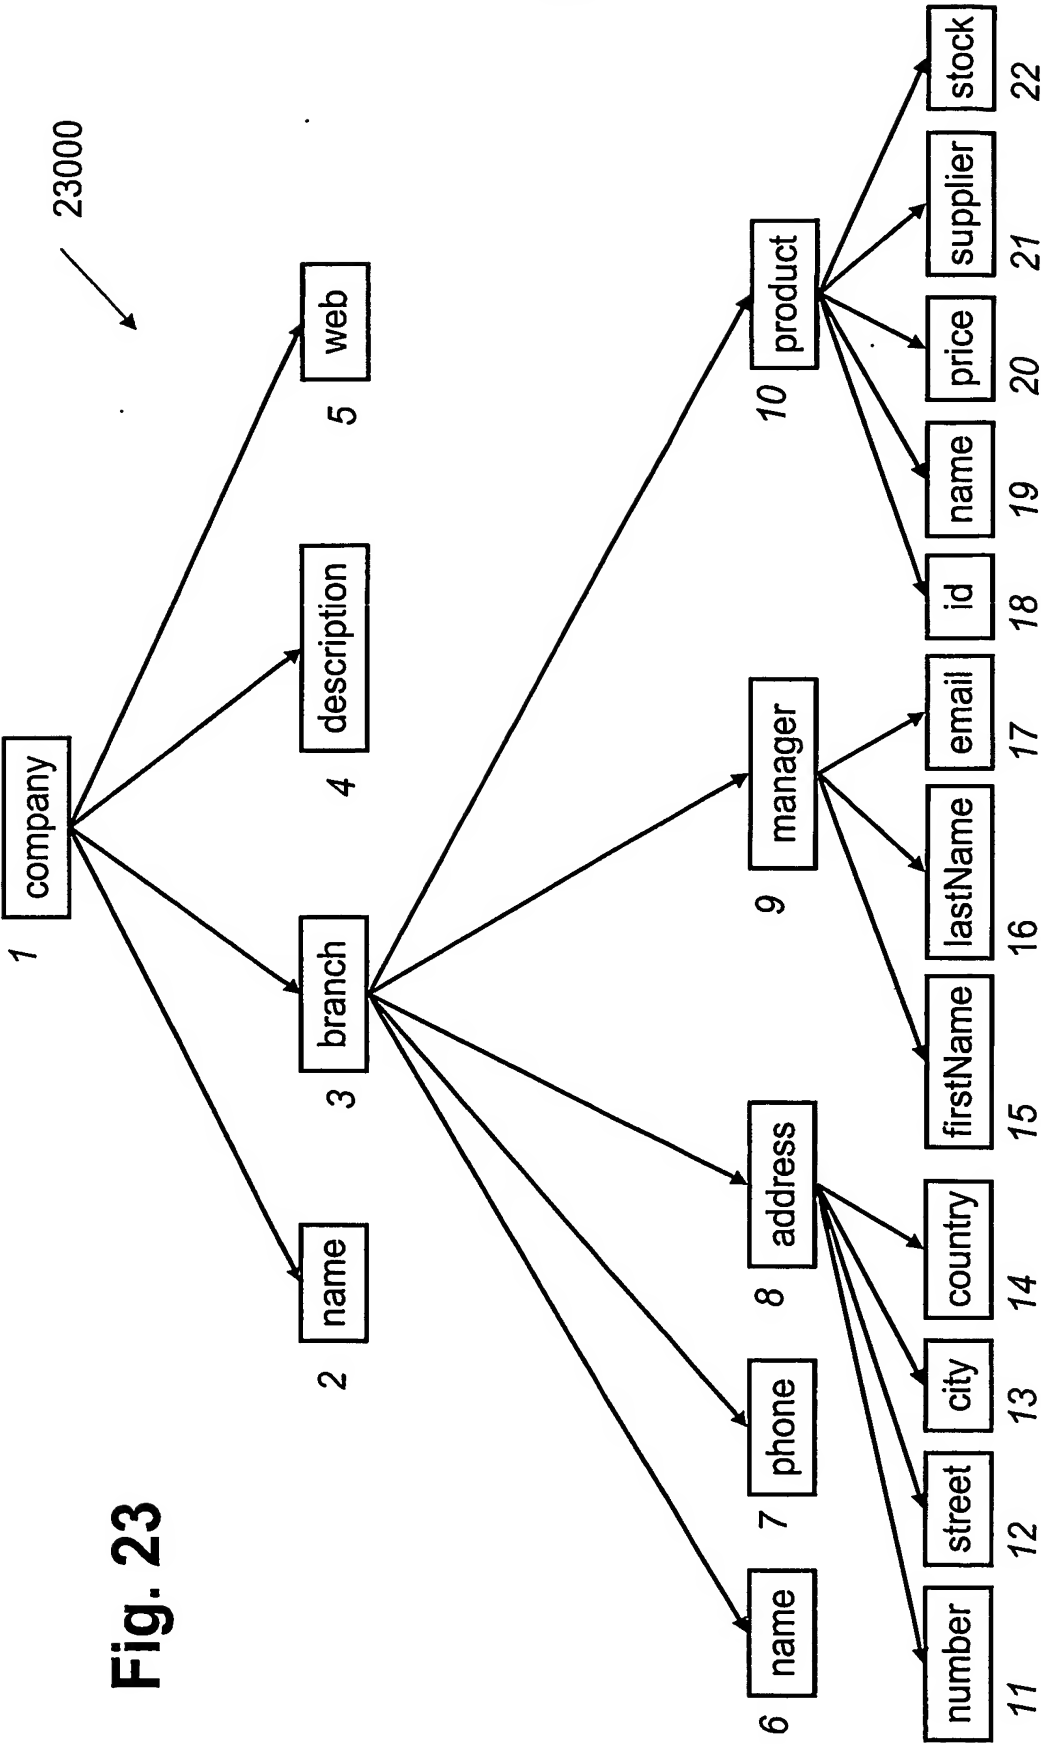 Fig. 23
23000
1
company
2
name
3
branch
4
description
5
web
6
name
7
phone
8
address
9
manager
10
product
number
street
city
country
firstName
lastName
email
id
name
price
supplier
stock
11
12
13
14
15
16
17
18
19
20
21
22